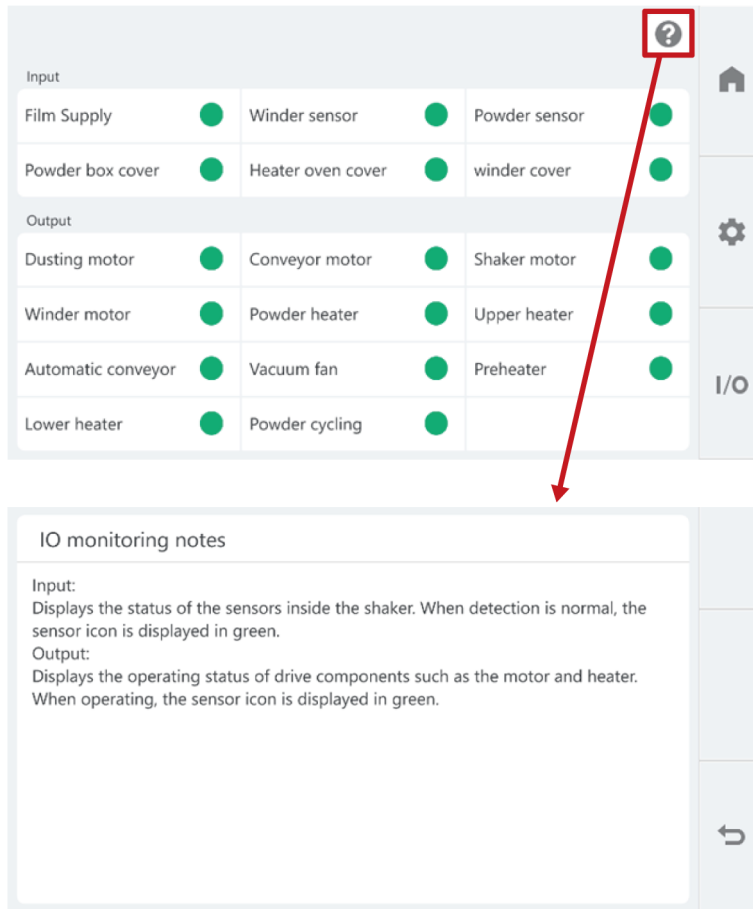 ?
Input
Film Supply Winder sensor Powder sensor
Powder box cover Heater oven cover winder cover
Output
Dusting motor Conveyor motor Shaker motor
Winder motor Powder heater Upper heater
Automatic conveyor Vacuum fan Preheater
I/O
Lower heater Powder cycling
IO monitoring notes
Input:
Displays the status of the sensors inside the shaker. When detection is normal, the
sensor icon is displayed in green.
Output:
Displays the operating status of drive components such as the motor and heater.
When operating, the sensor icon is displayed in green.